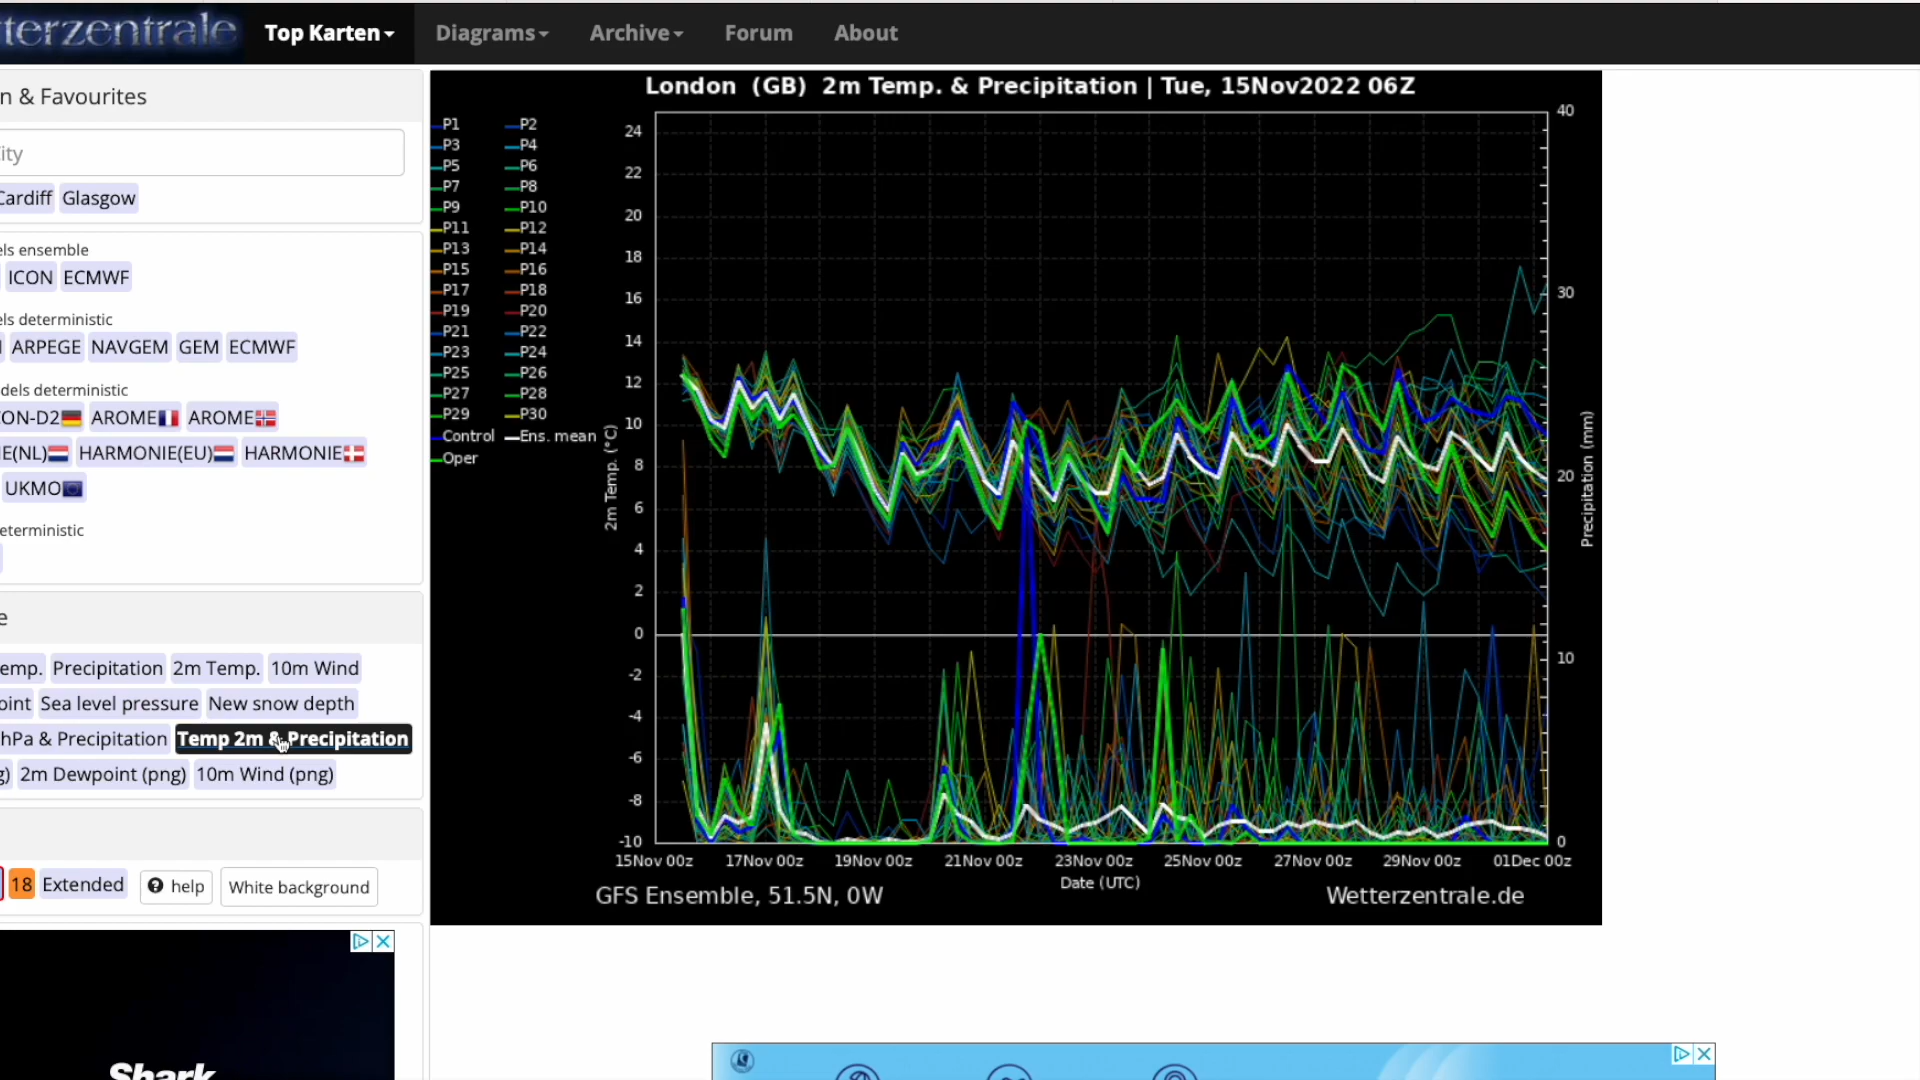 terzentrale
Top Karten
Diagrams
Archive
Forum
About
n & Favourites
ity
Cardiff Glasgow
els ensemble
ICON ECMWF
els deterministic
ARPEGE NAVGEM GEM ECMWF
dels deterministic
ON-D2 AROME AROME
E(NL) HARMONIE(EU) HARMONIE
UKMO
eterministic
e
emp. Precipitation 2m Temp. 10m Wind
oint Sea level pressure New snow depth
hPa & Precipitation Temp 2m & Precipitation
g) 2m Dewpoint (png) 10m Wind (png)
18 Extended help White background
Shark
London (GB) 2m Temp. & Precipitation | Tue, 15Nov2022 06Z
P1 P2
P3 P4
P5 P6
P7 P8
P9 P10
P11 P12
P13 P14
P15 P16
P17 P18
P19 P20
P21 P22
P23 P24
P25 P26
P27 P28
P29 P30
Control Ens. mean
Oper
2m Temp. (°C)
24
22
20
18
16
14
12
10
8
6
4
2
0
-2
-4
-6
-8
-10
40
30
20
10
0
Precipitation (mm)
15Nov 00z 17Nov 00z 19Nov 00z 21Nov 00z 23Nov 00z 25Nov 00z 27Nov 00z 29Nov 00z 01Dec 00z
Date (UTC)
GFS Ensemble, 51.5N, 0W
Wetterzentrale.de